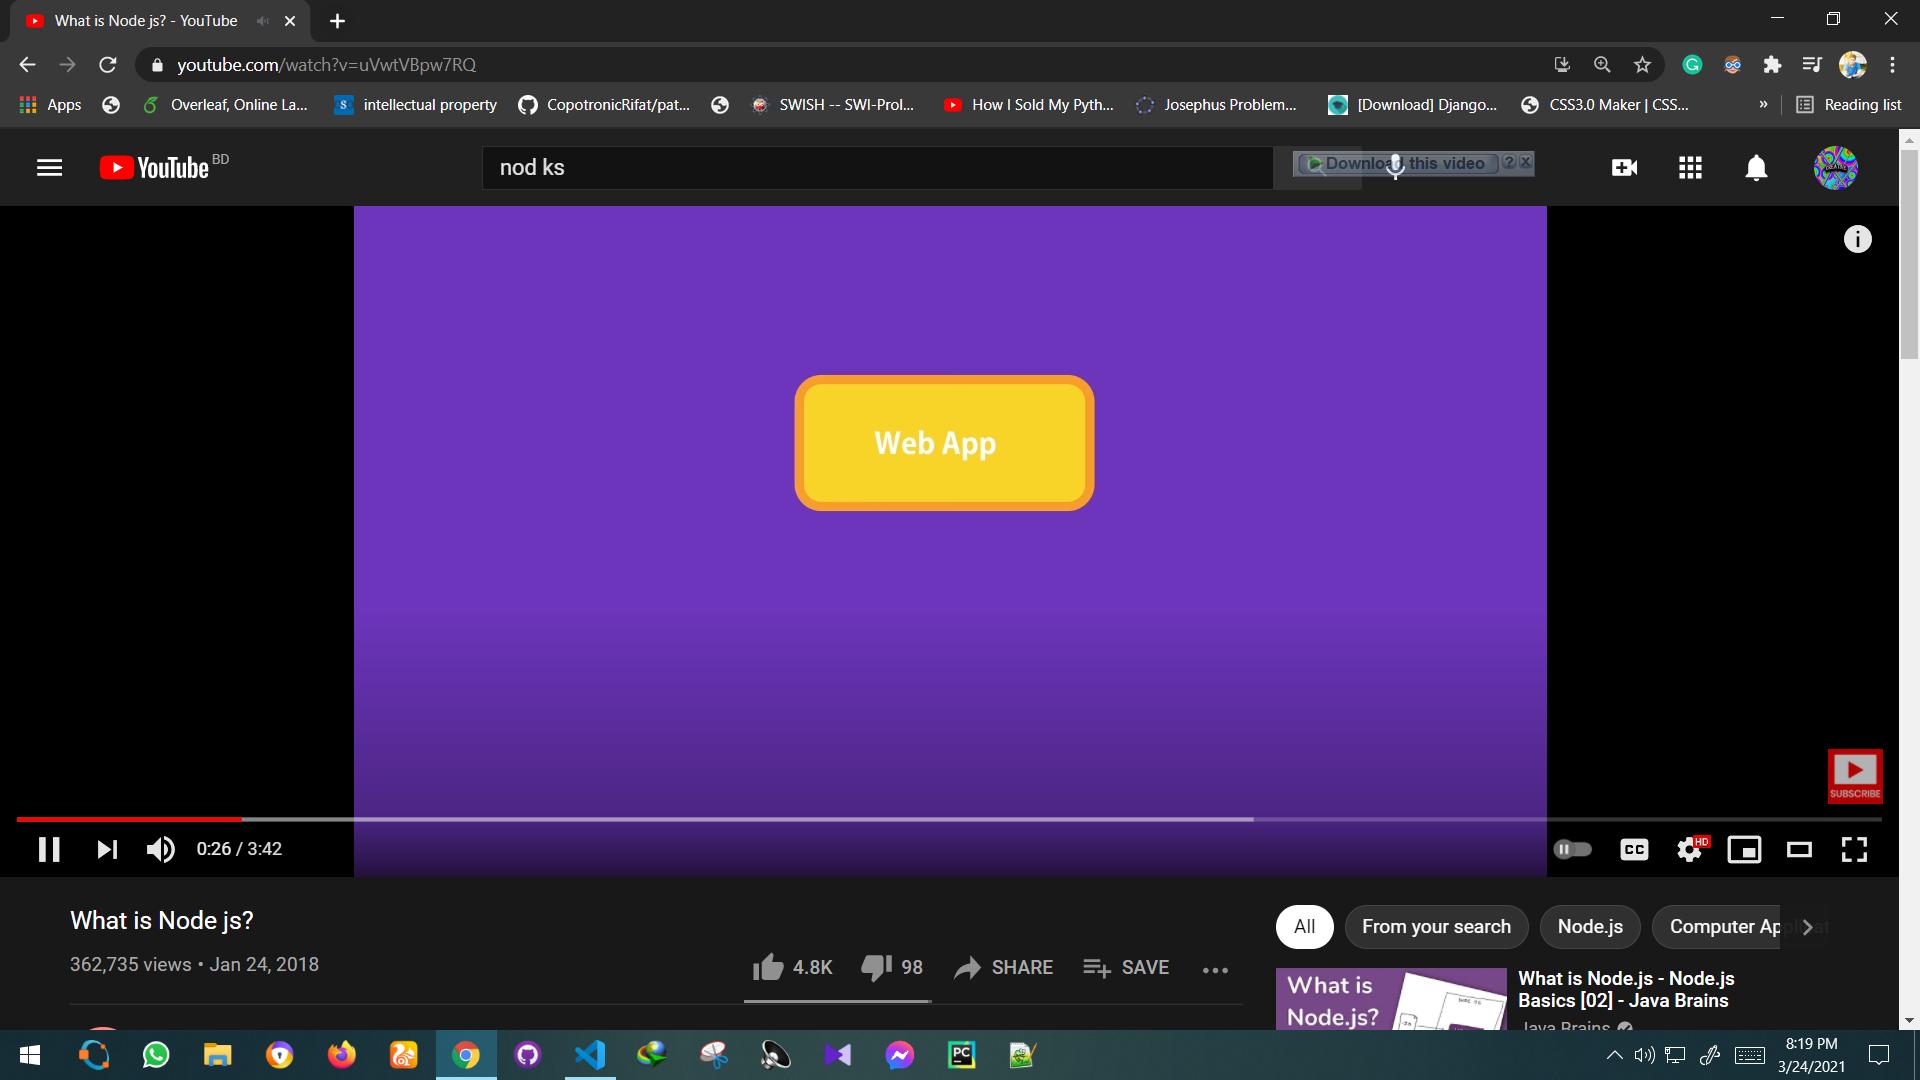 What is Node js? - YouTube
youtube.com/watch?v=uVwtVBpw7RQ
Apps Overleaf, Online La... intellectual property CopotronicRifat/pat... SWISH -- SWI-Prol... How I Sold My Pyth... Josephus Problem... [Download] Django... CSS3.0 Maker | CSS... » Reading list
YouTube BD nod ks Download this video
Web App
SUBSCRIBE
0:26 / 3:42 CC HD
What is Node js?
362,735 views • Jan 24, 2018
4.8K 98 SHARE SAVE
All From your search Node.js Computer Applicat
What is
Node.js?
What is Node.js - Node.js
Basics [02] - Java Brains
Java Brains
PC
8:19 PM
3/24/2021